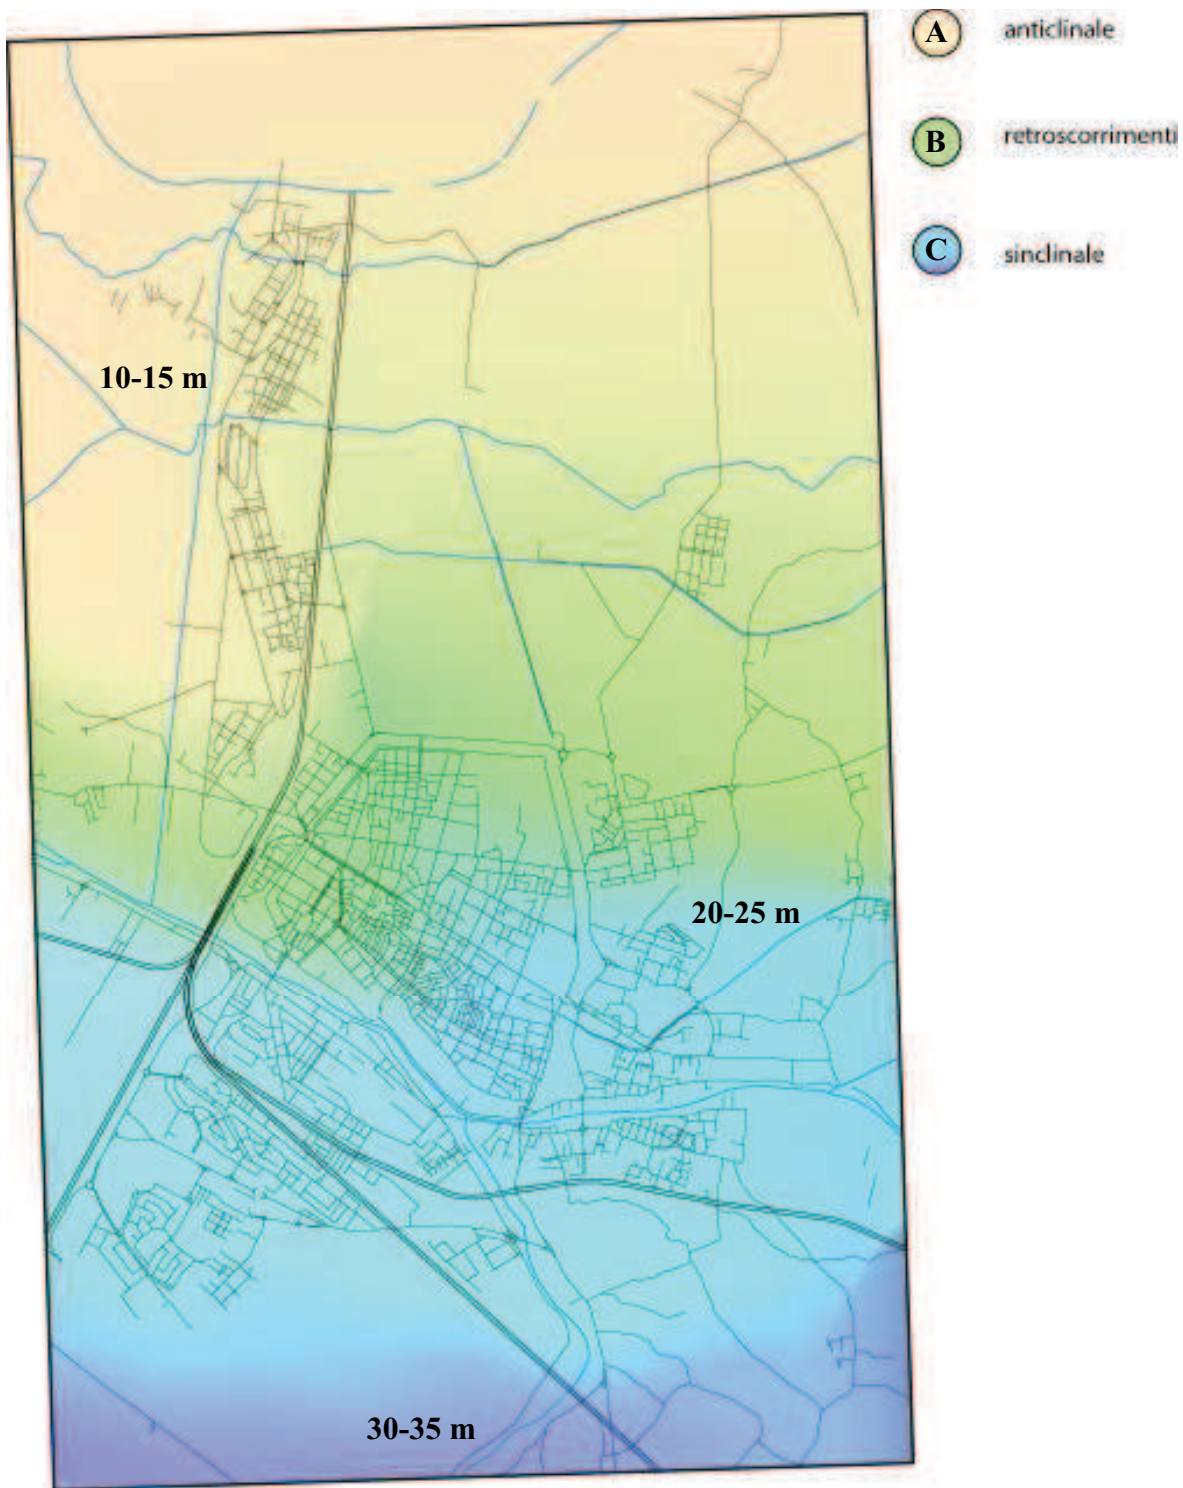 A anticlinale
B retroscorrimenti
C sinclinale
10-15 m
20-25 m
30-35 m